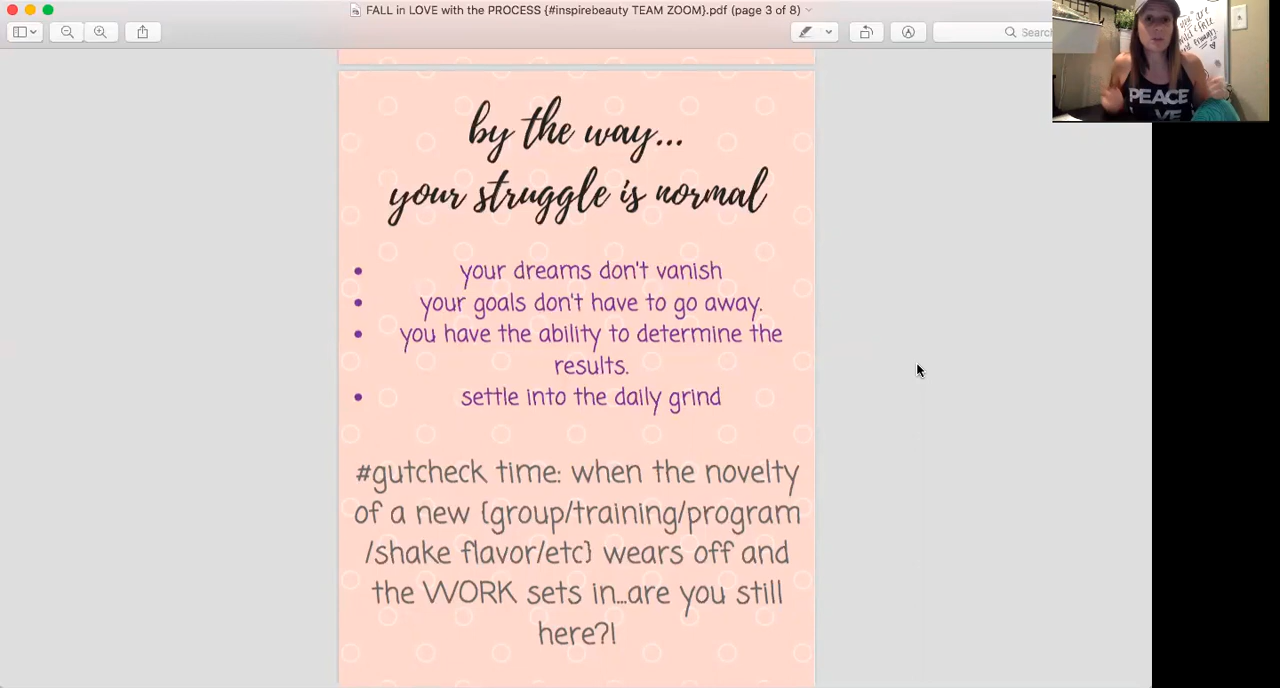 FALL in LOVE with the PROCESS {#inspirebeauty TEAM ZOOM}.pdf (page 3 of 8)
Search
by the way...
your struggle is normal
• your dreams don't vanish
• your goals don't have to go away.
• you have the ability to determine the
results.
• settle into the daily grind
#gutcheck time: when the novelty
of a new {group/training/program
/shake flavor/etc} wears off and
the WORK sets in...are you still
here?!
PEACE